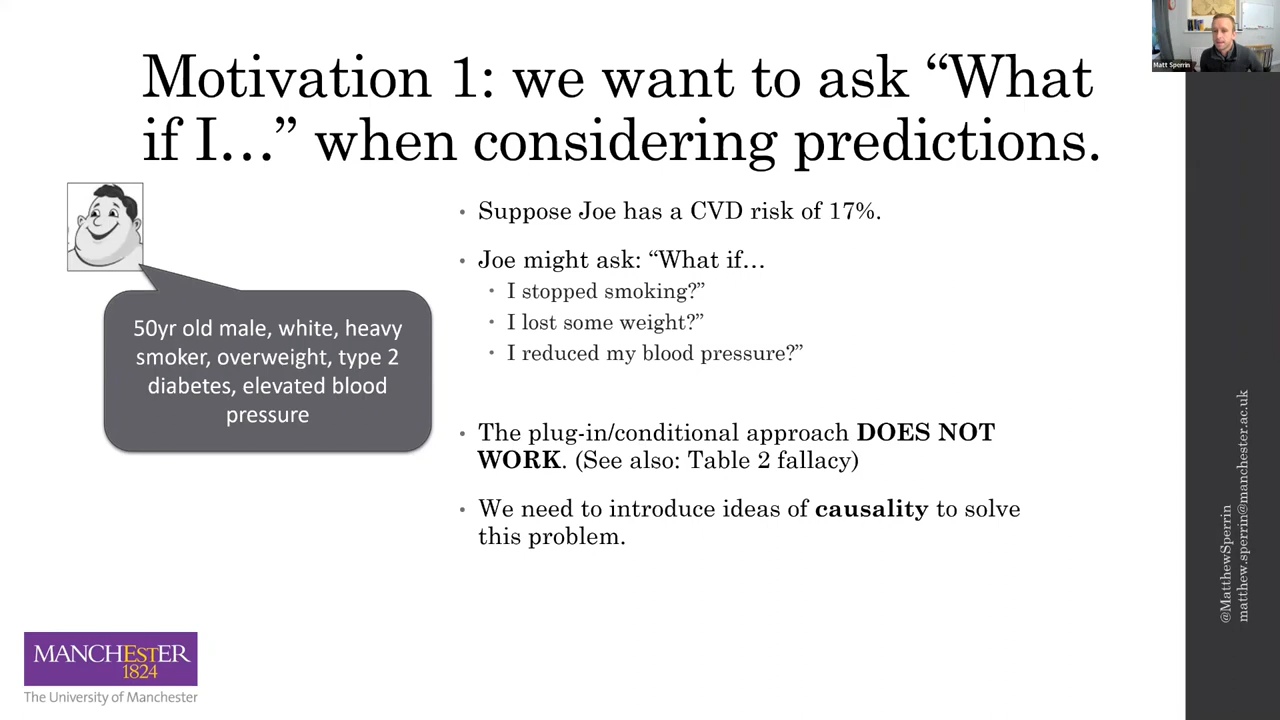 Motivation 1: we want to ask “What
if I…” when considering predictions.
Matt Sperrin
50yr old male, white, heavy
smoker, overweight, type 2
diabetes, elevated blood
pressure
• Suppose Joe has a CVD risk of 17%.
• Joe might ask: “What if…
• I stopped smoking?”
• I lost some weight?”
• I reduced my blood pressure?”
• The plug-in/conditional approach DOES NOT
WORK. (See also: Table 2 fallacy)
• We need to introduce ideas of causality to solve
this problem.
@MatthewSperrin
matthew.sperrin@manchester.ac.uk
MANCHESTER
1824
The University of Manchester